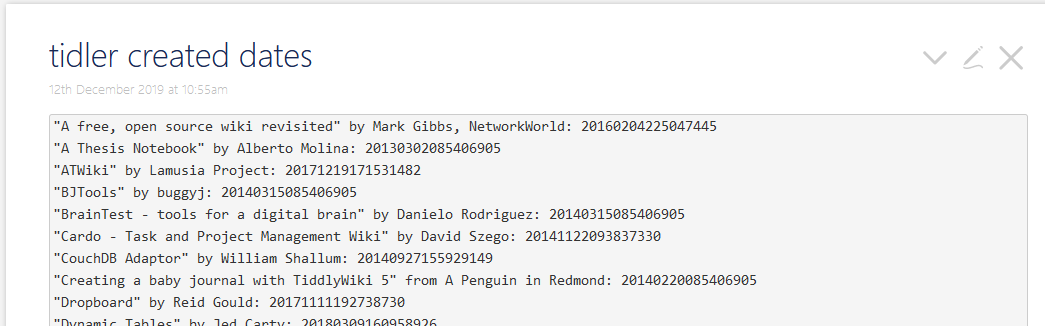 tidler created dates
12th December 2019 at 10:55am
"A free, open source wiki revisited" by Mark Gibbs, NetworkWorld: 20160204225047445
"A Thesis Notebook" by Alberto Molina: 20130302085406905
"ATWiki" by Lamusia Project: 20171219171531482
"BJTools" by buggyj: 20140315085406905
"BrainTest - tools for a digital brain" by Danielo Rodriguez: 20140315085406905
"Cardo - Task and Project Management Wiki" by David Szego: 20141122093837330
"CouchDB Adaptor" by William Shallum: 20140927155929149
"Creating a baby journal with TiddlyWiki 5" from A Penguin in Redmond: 20140220085406905
"Dropboard" by Reid Gould: 20171111192738730
"Dynamic Tables" by Jed Carty: 20180309160958926